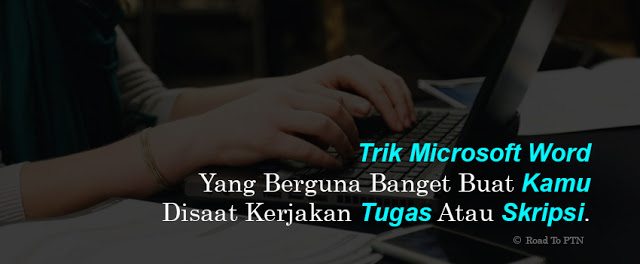 Trik Microsoft Word
Yang Berguna Banget Buat Kamu
Disaat Kerjakan Tugas Atau Skripsi.
© Road To PTN